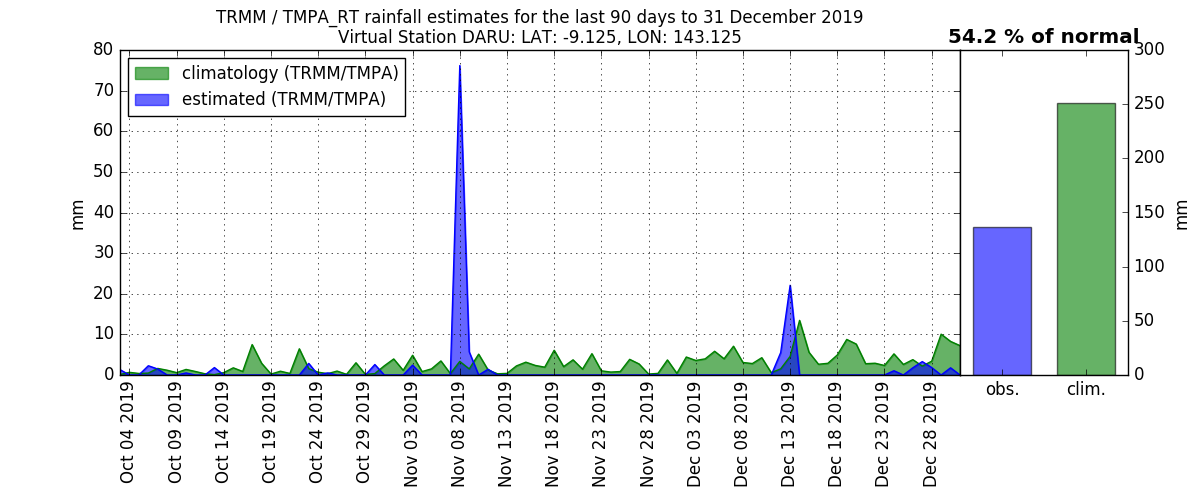 TRMM / TMPA_RT rainfall estimates for the last 90 days to 31 December 2019
Virtual Station DARU: LAT: -9.125, LON: 143.125
54.2 % of normal
climatology (TRMM/TMPA)
estimated (TRMM/TMPA)
80
70
60
50
40
30
20
10
0
mm
Oct 04 2019
Oct 09 2019
Oct 14 2019
Oct 19 2019
Oct 24 2019
Oct 29 2019
Nov 03 2019
Nov 08 2019
Nov 13 2019
Nov 18 2019
Nov 23 2019
Nov 28 2019
Dec 03 2019
Dec 08 2019
Dec 13 2019
Dec 18 2019
Dec 23 2019
Dec 28 2019
obs.
clim.
300
250
200
150
100
50
0
mm